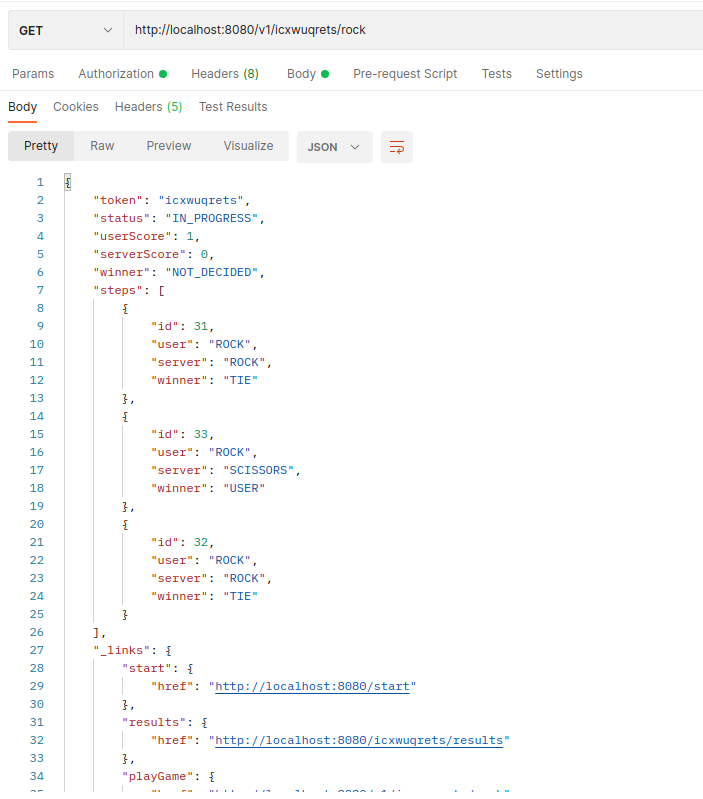 GET http://localhost:8080/v1/icxwuqrets/rock
Params Authorization Headers (8) Body Pre-request Script Tests Settings
Body Cookies Headers (5) Test Results
Pretty Raw Preview Visualize JSON
1 {
2 "token": "icxwuqrets",
3 "status": "IN_PROGRESS",
4 "userScore": 1,
5 "serverScore": 0,
6 "winner": "NOT_DECIDED",
7 "steps": [
8 {
9 "id": 31,
10 "user": "ROCK",
11 "server": "ROCK",
12 "winner": "TIE"
13 },
14 {
15 "id": 33,
16 "user": "ROCK",
17 "server": "SCISSORS",
18 "winner": "USER"
19 },
20 {
21 "id": 32,
22 "user": "ROCK",
23 "server": "ROCK",
24 "winner": "TIE"
25 }
26 ],
27 "_links": {
28 "start": {
29 "href": "http://localhost:8080/start"
30 },
31 "results": {
32 "href": "http://localhost:8080/icxwuqrets/results"
33 },
34 "playGame": {